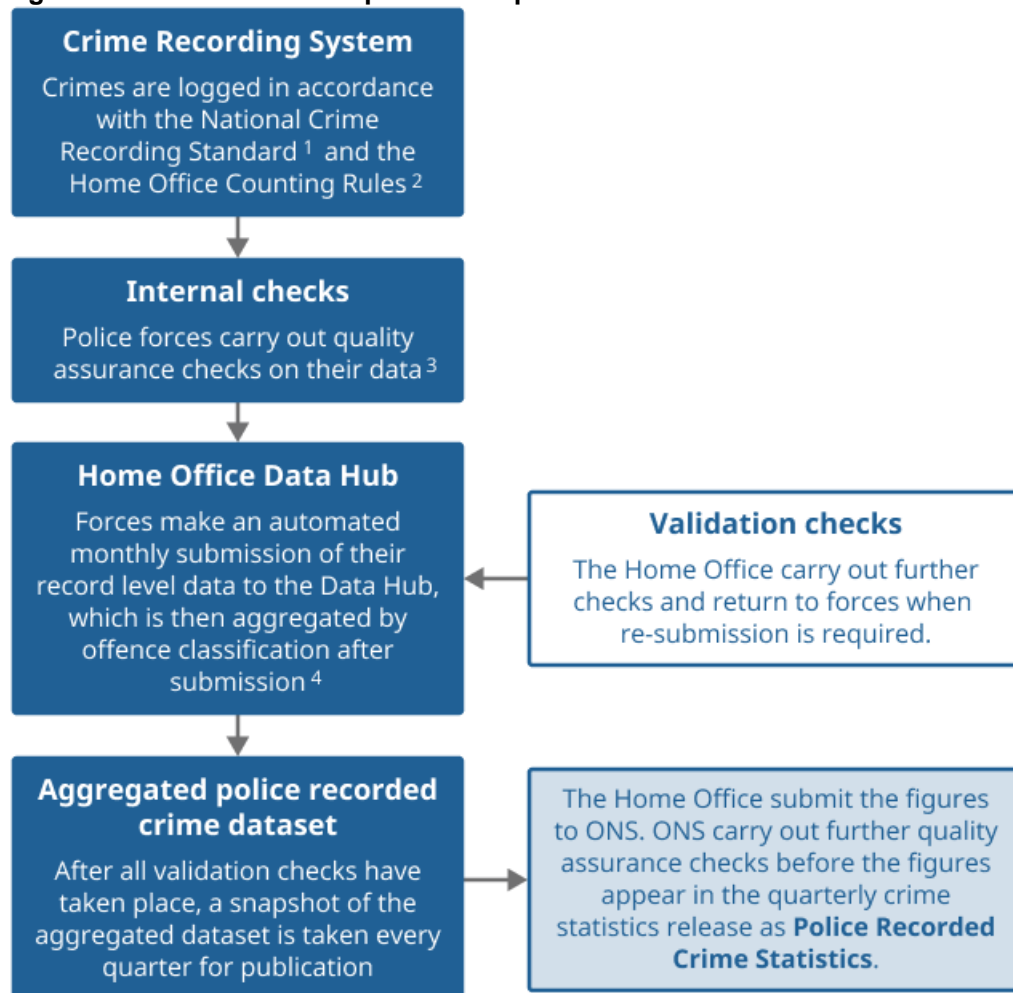 Crime Recording System
Crimes are logged in accordance
with the National Crime
Recording Standard 1 and the
Home Office Counting Rules 2
Internal checks
Police forces carry out quality
assurance checks on their data 3
Home Office Data Hub
Forces make an automated
monthly submission of their
record level data to the Data Hub,
which is then aggregated by
offence classification after
submission 4
Validation checks
The Home Office carry out further
checks and return to forces when
re-submission is required.
Aggregated police recorded
crime dataset
After all validation checks have
taken place, a snapshot of the
aggregated dataset is taken every
quarter for publication
The Home Office submit the figures
to ONS. ONS carry out further quality
assurance checks before the figures
appear in the quarterly crime
statistics release as Police Recorded
Crime Statistics.